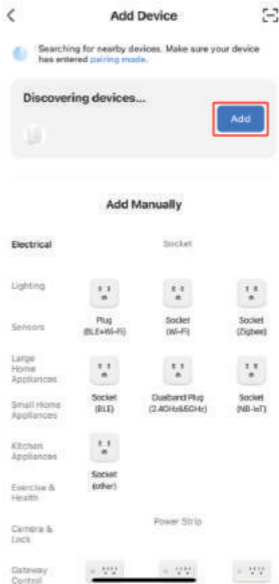 Add Device
Searching for nearby devices. Make sure your device
has entered pairing mode.
Discovering devices...
Add
Add Manually
Electrical
Socket
Lighting
Plug
(BLE+Wi-Fi)
Socket
(Wi-Fi)
Socket
(Zigbee)
Sensors
Large
Home
Appliances
Socket
(BLE)
Dualband Plug
(2.4GHz&5GHz)
Socket
(NB-IoT)
Small Home
Appliances
Kitchen
Appliances
Socket
(other)
Exercise &
Health
Power Strip
Camera &
Lock
Gateway
Control